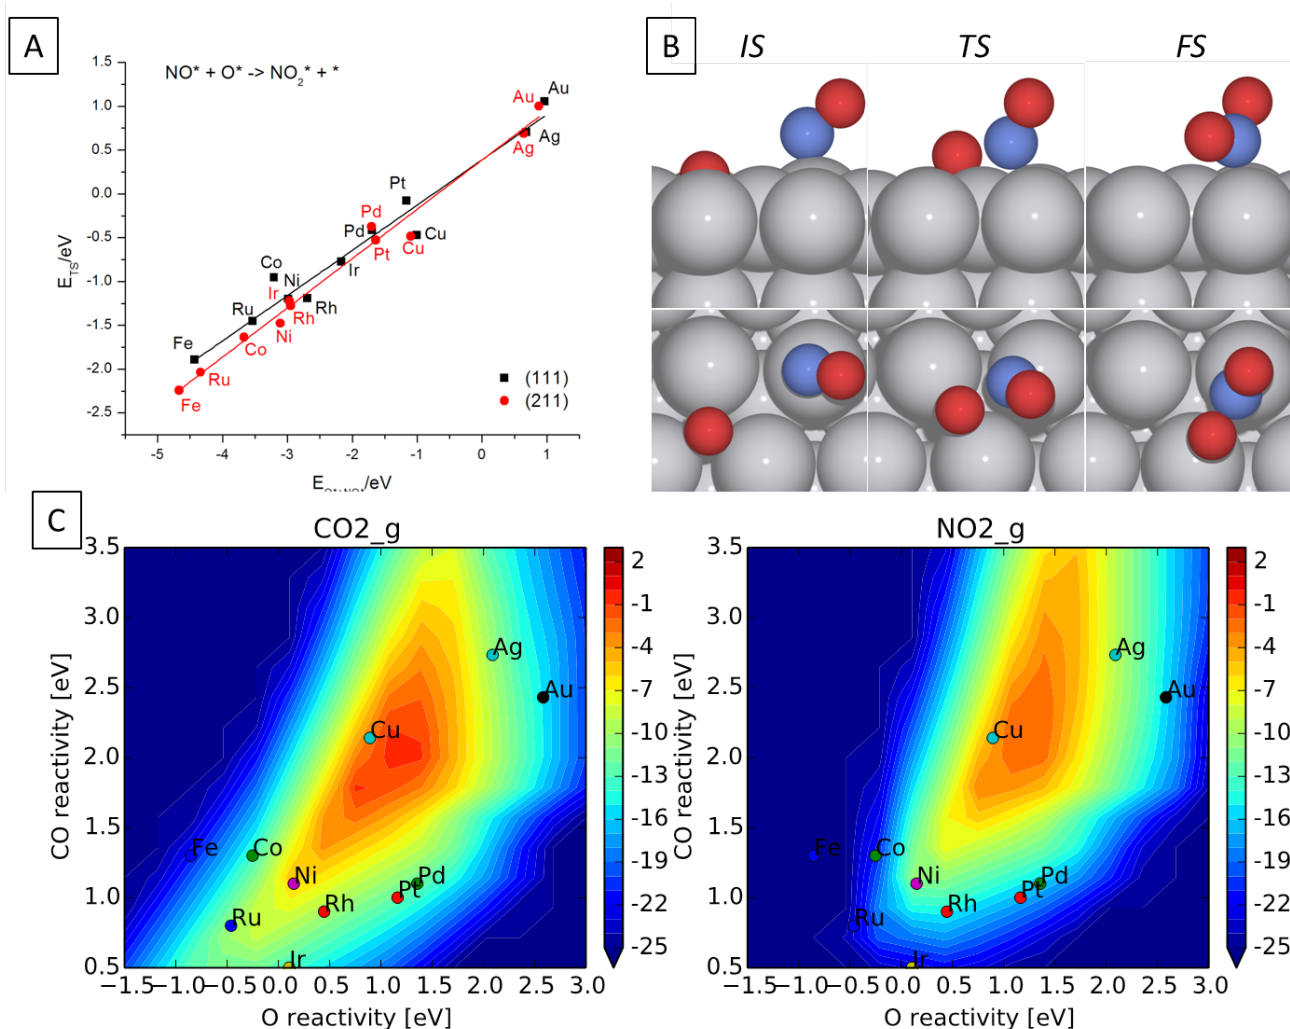 A
NO* + O* -> NO2* + *
1.5
1.0
0.5
0.0
-0.5
-1.0
-1.5
-2.0
-2.5
E_TS/eV
Au
Au
Ag
Ag
Pt
Pd
Pd
Pt
Cu
Cu
Ir
Co
Ni
Ir
Rh
Rh
Ru
Ni
Fe
Co
Ru
Fe
(111)
(211)
-5 -4 -3 -2 -1 0 1
B
IS TS FS
C
CO2_g
3.5
3.0
2.5
2.0
1.5
1.0
0.5
CO reactivity [eV]
Ag
Au
Cu
Fe
Co
Ni
Pd
Pt
Rh
Ru
Ir
−1.5 −1.0 −0.5 0.0 0.5 1.0 1.5 2.0 2.5 3.0
O reactivity [eV]
2
-1
-4
-7
-10
-13
-16
-19
-22
-25
NO2_g
3.5
3.0
2.5
2.0
1.5
1.0
0.5
CO reactivity [eV]
Ag
Au
Cu
Fe
Co
Ni
Pd
Pt
Rh
Ru
Ir
−1.5 −1.0 −0.5 0.0 0.5 1.0 1.5 2.0 2.5 3.0
O reactivity [eV]
2
-1
-4
-7
-10
-13
-16
-19
-22
-25